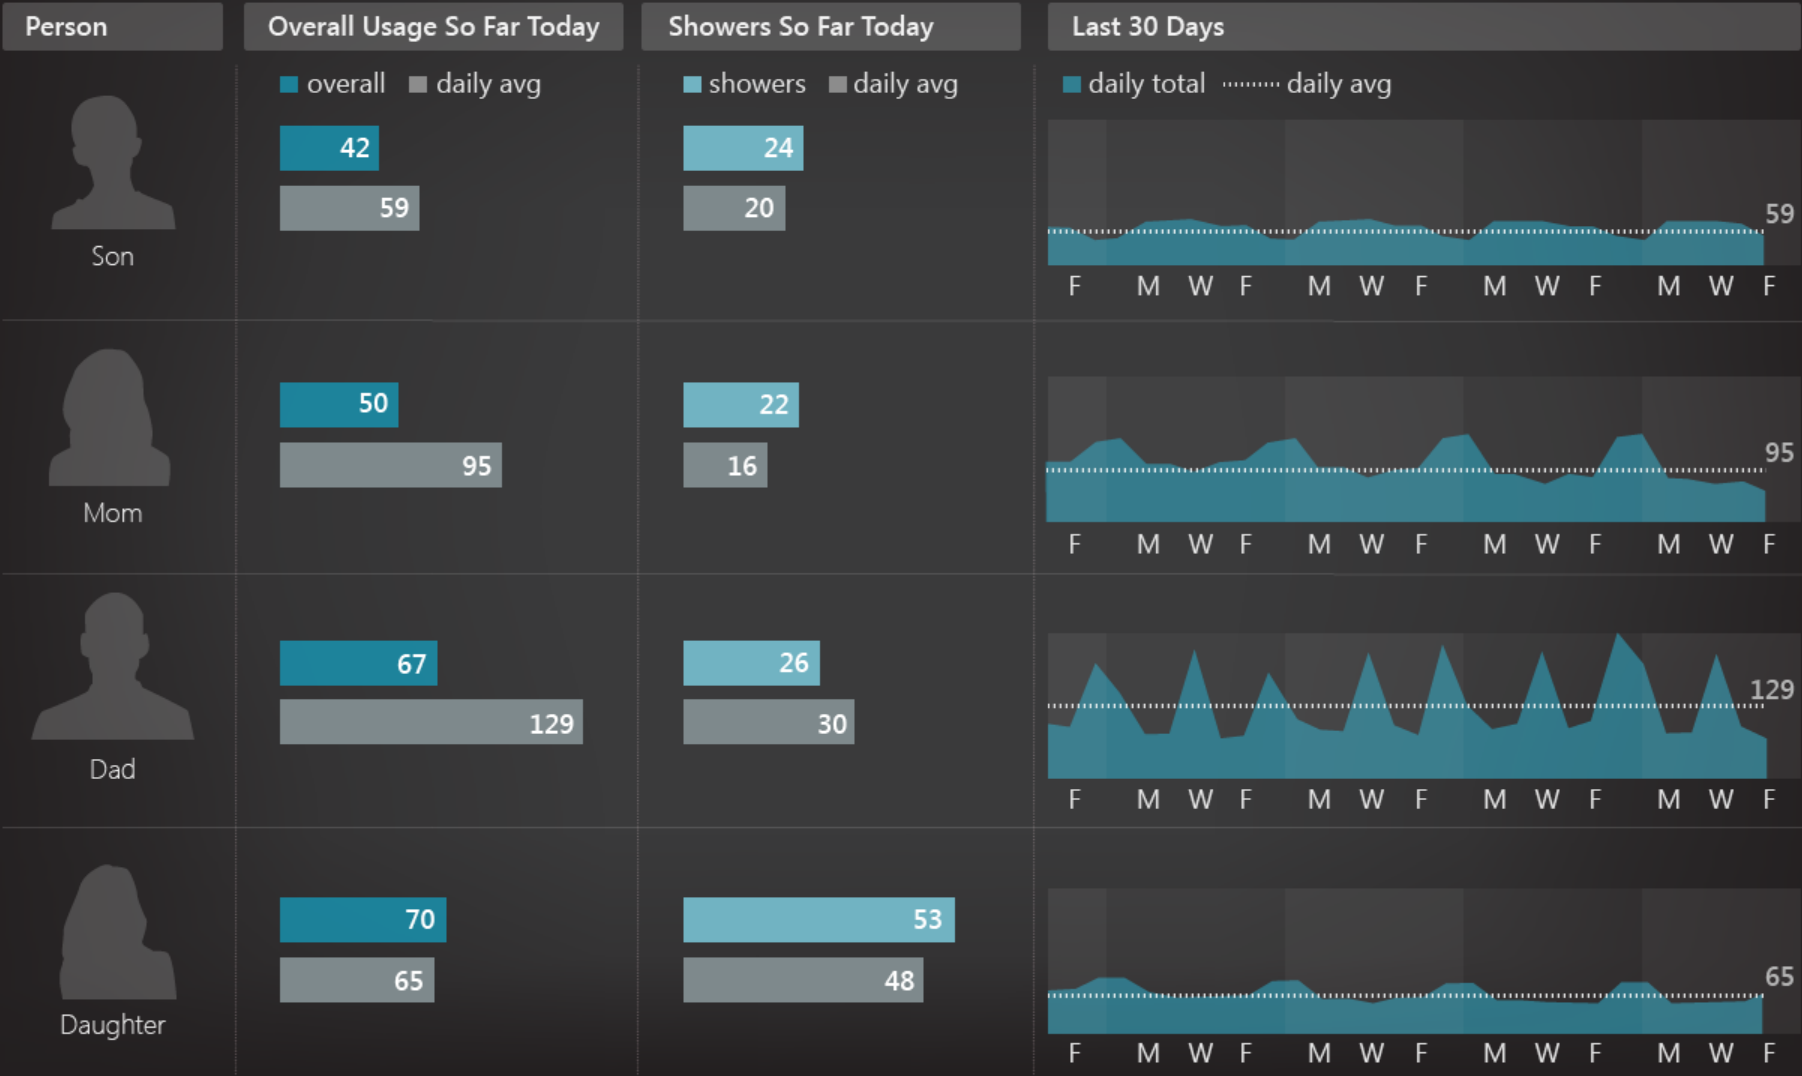 Person
Overall Usage So Far Today
Showers So Far Today
Last 30 Days
overall daily avg
showers daily avg
daily total daily avg
42
59
24
20
59
F M W F M W F M W F M W F
Son
50
95
22
16
95
F M W F M W F M W F M W F
Mom
67
129
26
30
129
F M W F M W F M W F M W F
Dad
70
65
53
48
65
F M W F M W F M W F M W F
Daughter